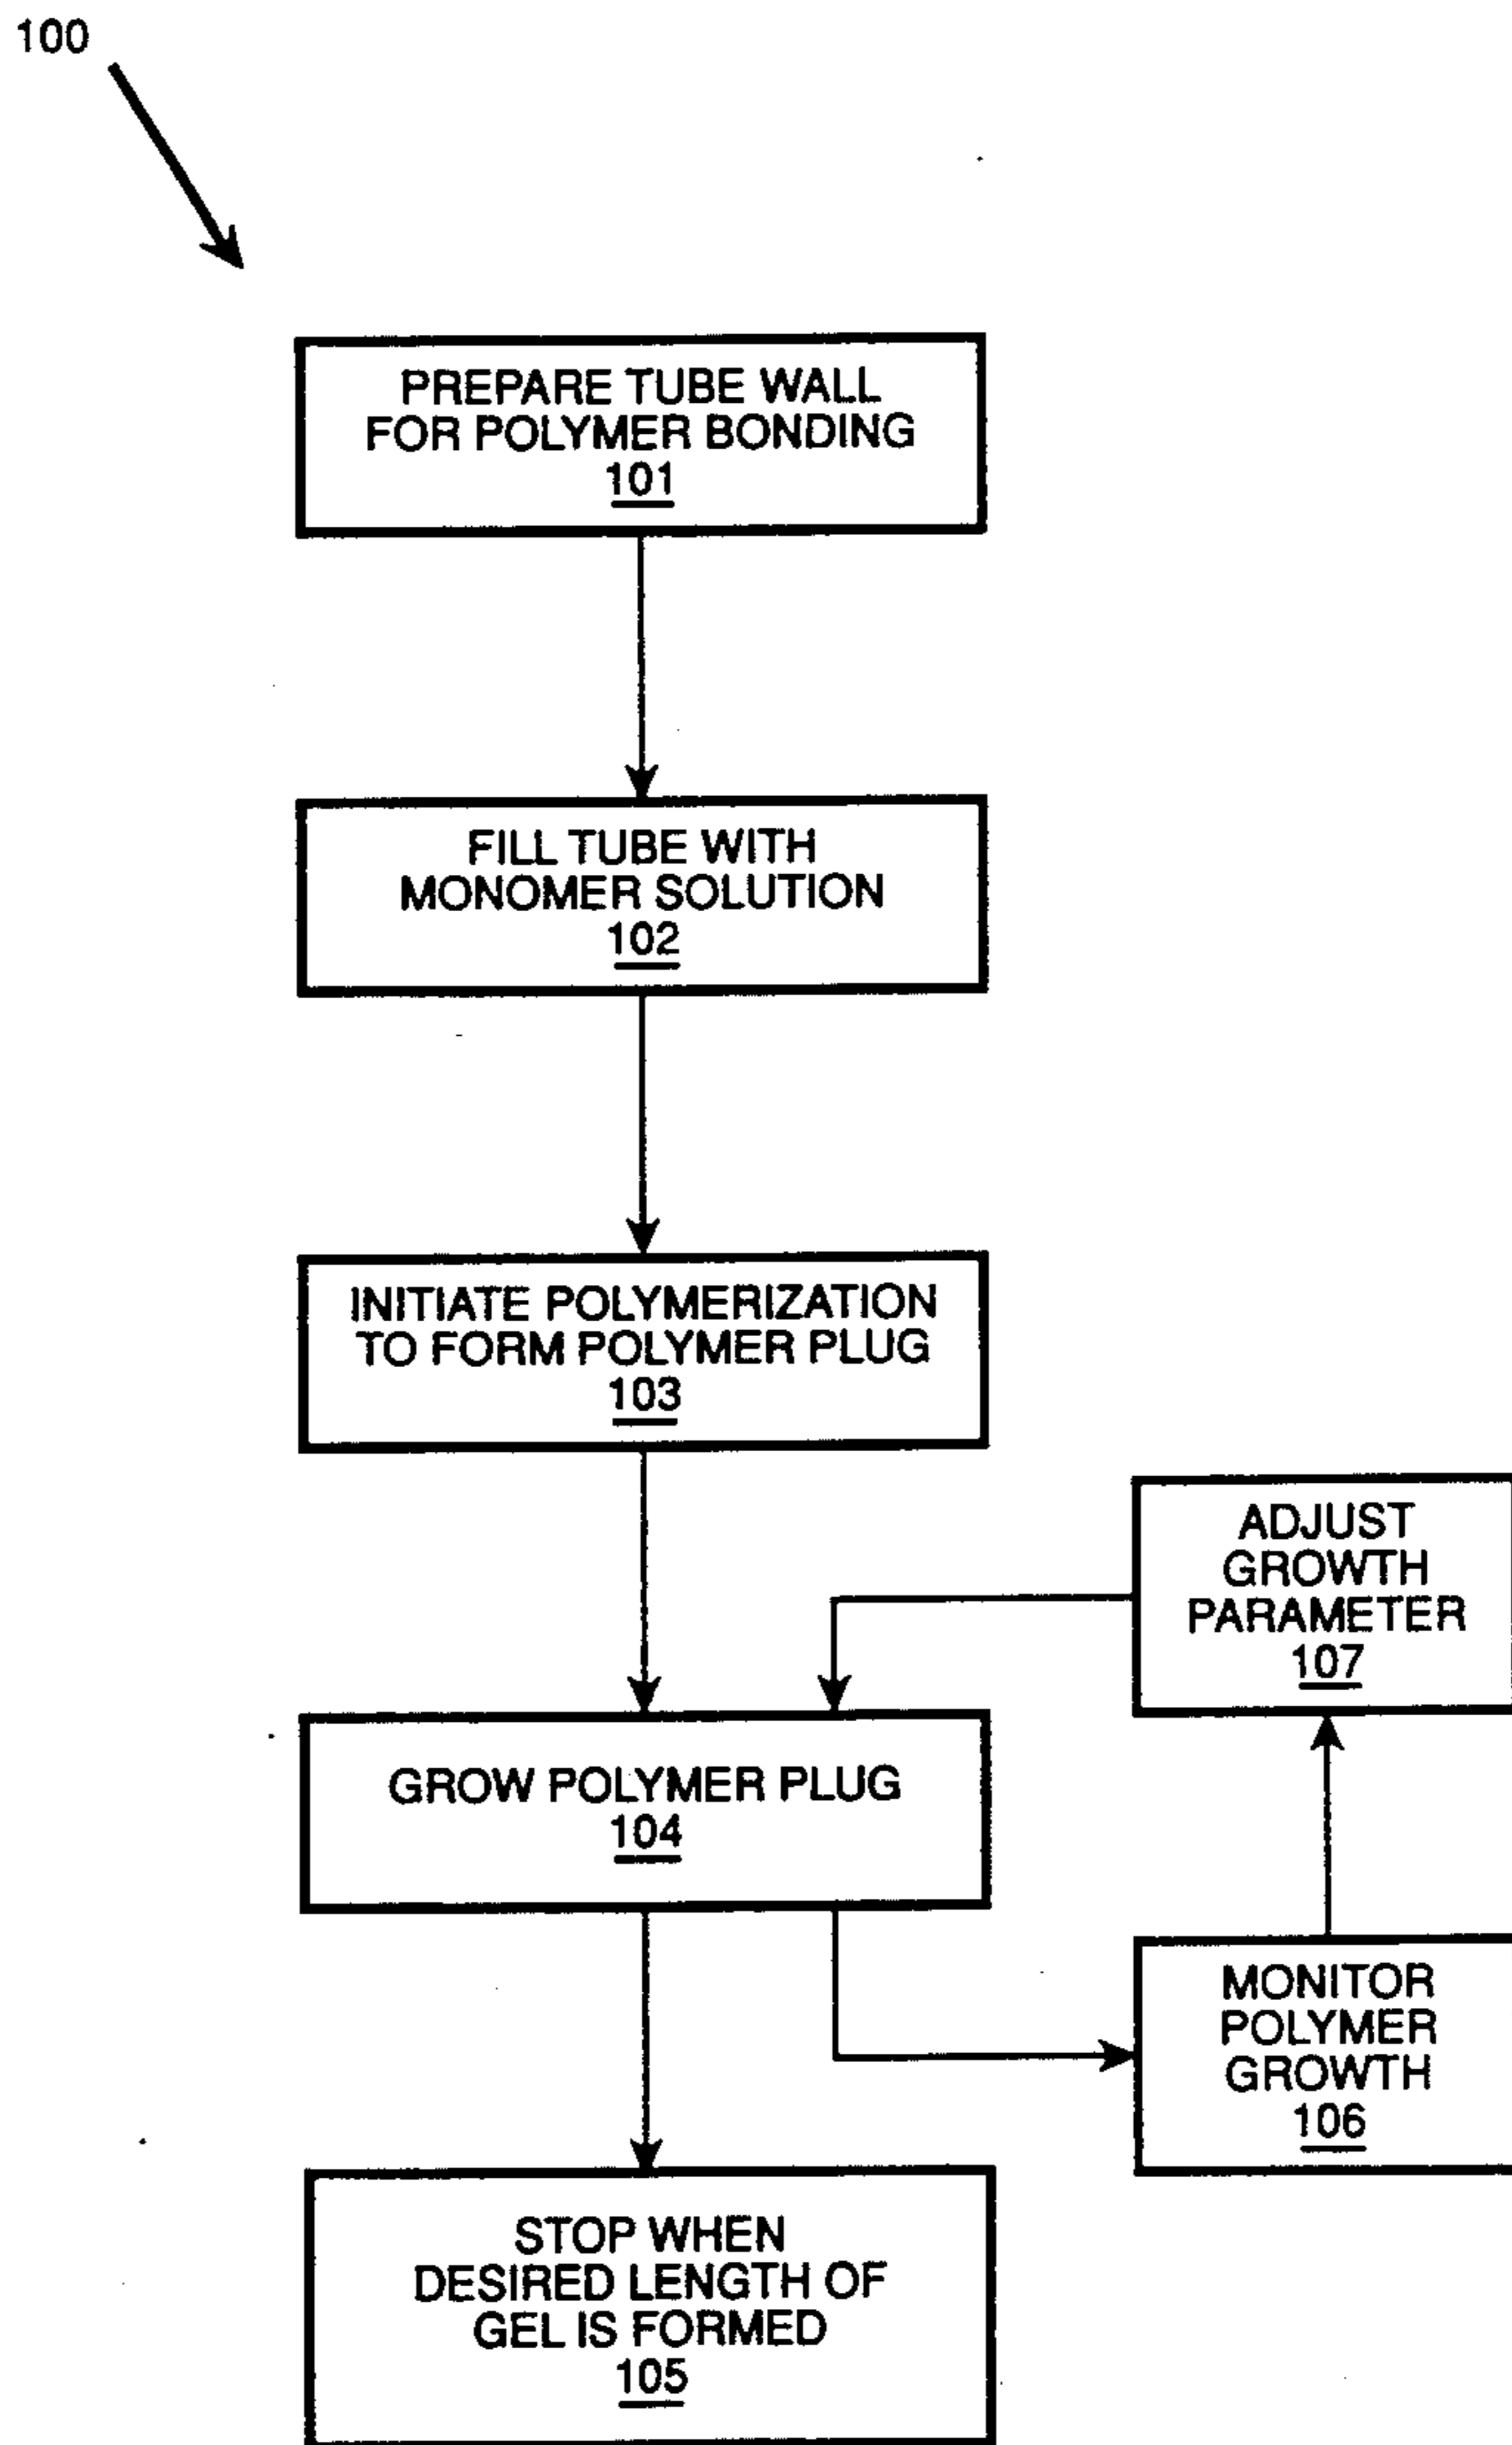 100
PREPARE TUBE WALL
FOR POLYMER BONDING
101
FILL TUBE WITH
MONOMER SOLUTION
102
INITIATE POLYMERIZATION
TO FORM POLYMER PLUG
103
ADJUST
GROWTH
PARAMETER
107
GROW POLYMER PLUG
104
MONITOR
POLYMER
GROWTH
106
STOP WHEN
DESIRED LENGTH OF
GEL IS FORMED
105